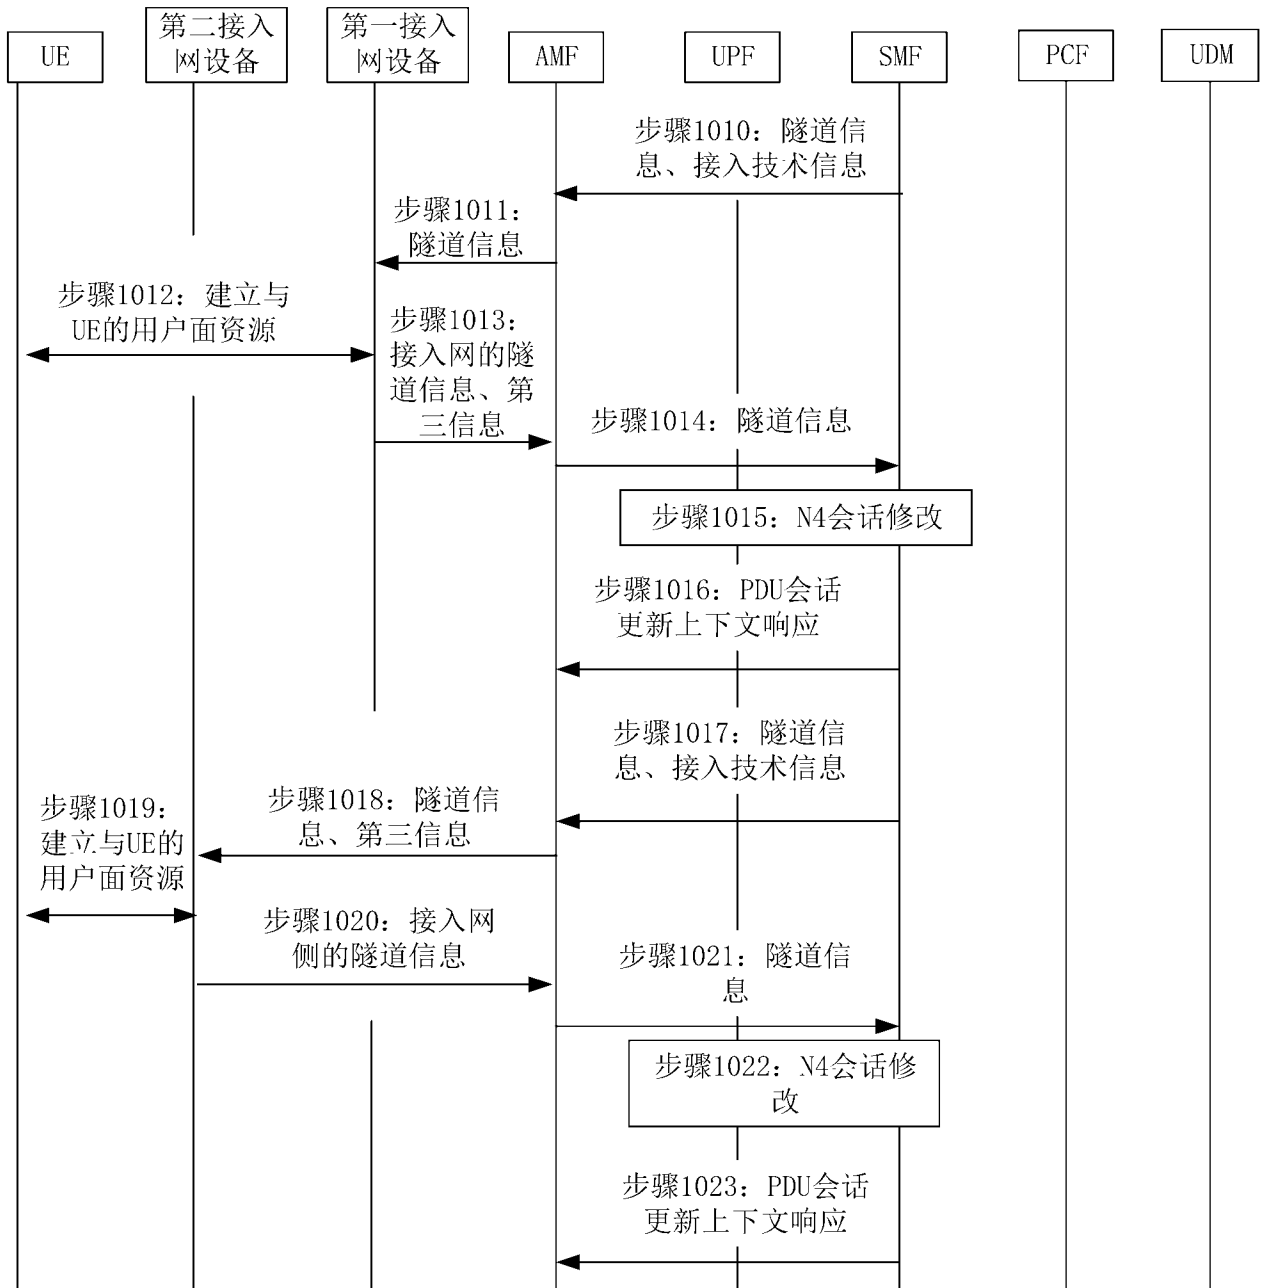 UE
第二接入
网设备
第一接入
网设备
AMF
UPF
SMF
PCF
UDM
步骤1010：隧道信
息、接入技术信息
步骤1011：
隧道信息
步骤1012：建立与
UE的用户面资源
步骤1013：
接入网的隧
道信息、第
三信息
步骤1014：隧道信息
步骤1015：N4会话修改
步骤1016：PDU会话
更新上下文响应
步骤1017：隧道信
息、接入技术信息
步骤1018：隧道信
息、第三信息
步骤1019：
建立与UE的
用户面资源
步骤1020：接入网
侧的隧道信息
步骤1021：隧道信
息
步骤1022：N4会话修
改
步骤1023：PDU会话
更新上下文响应